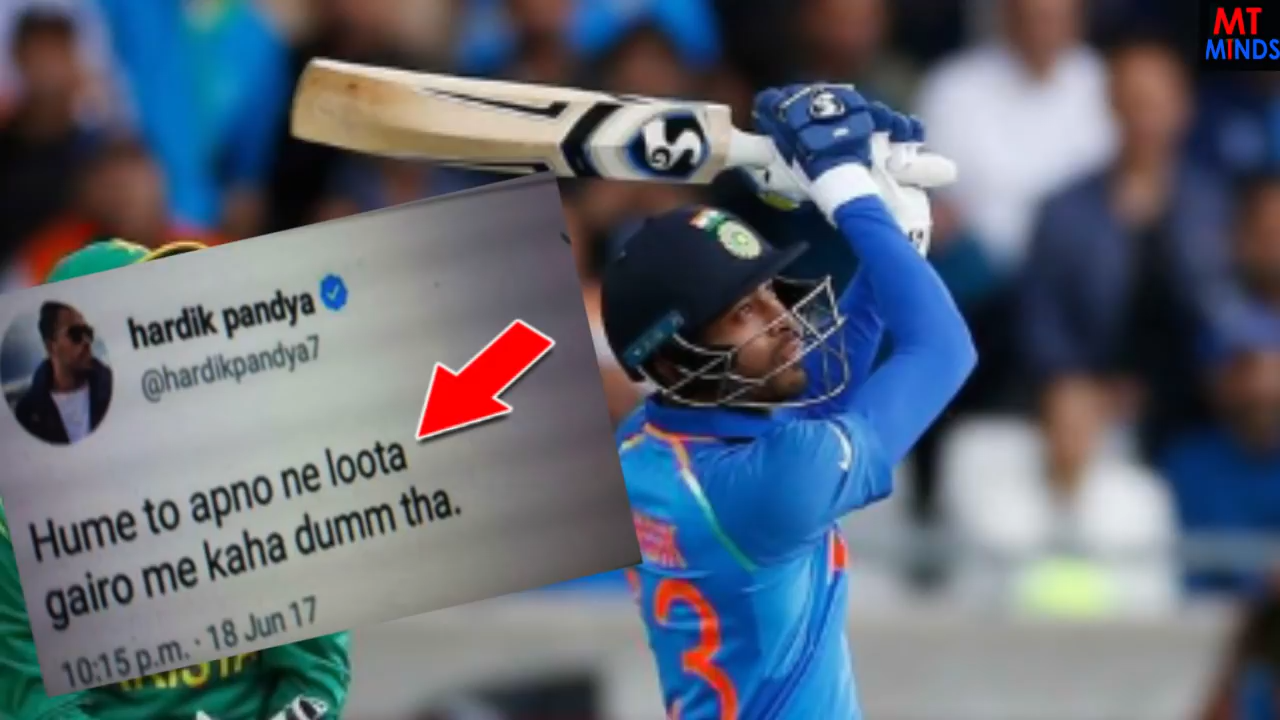 MT
MINDS
SG
hardik pandya
@hardikpandya7
Hume to apno ne loota
gairo me kaha dumm tha.
10:15 p.m. · 18 Jun 17
3